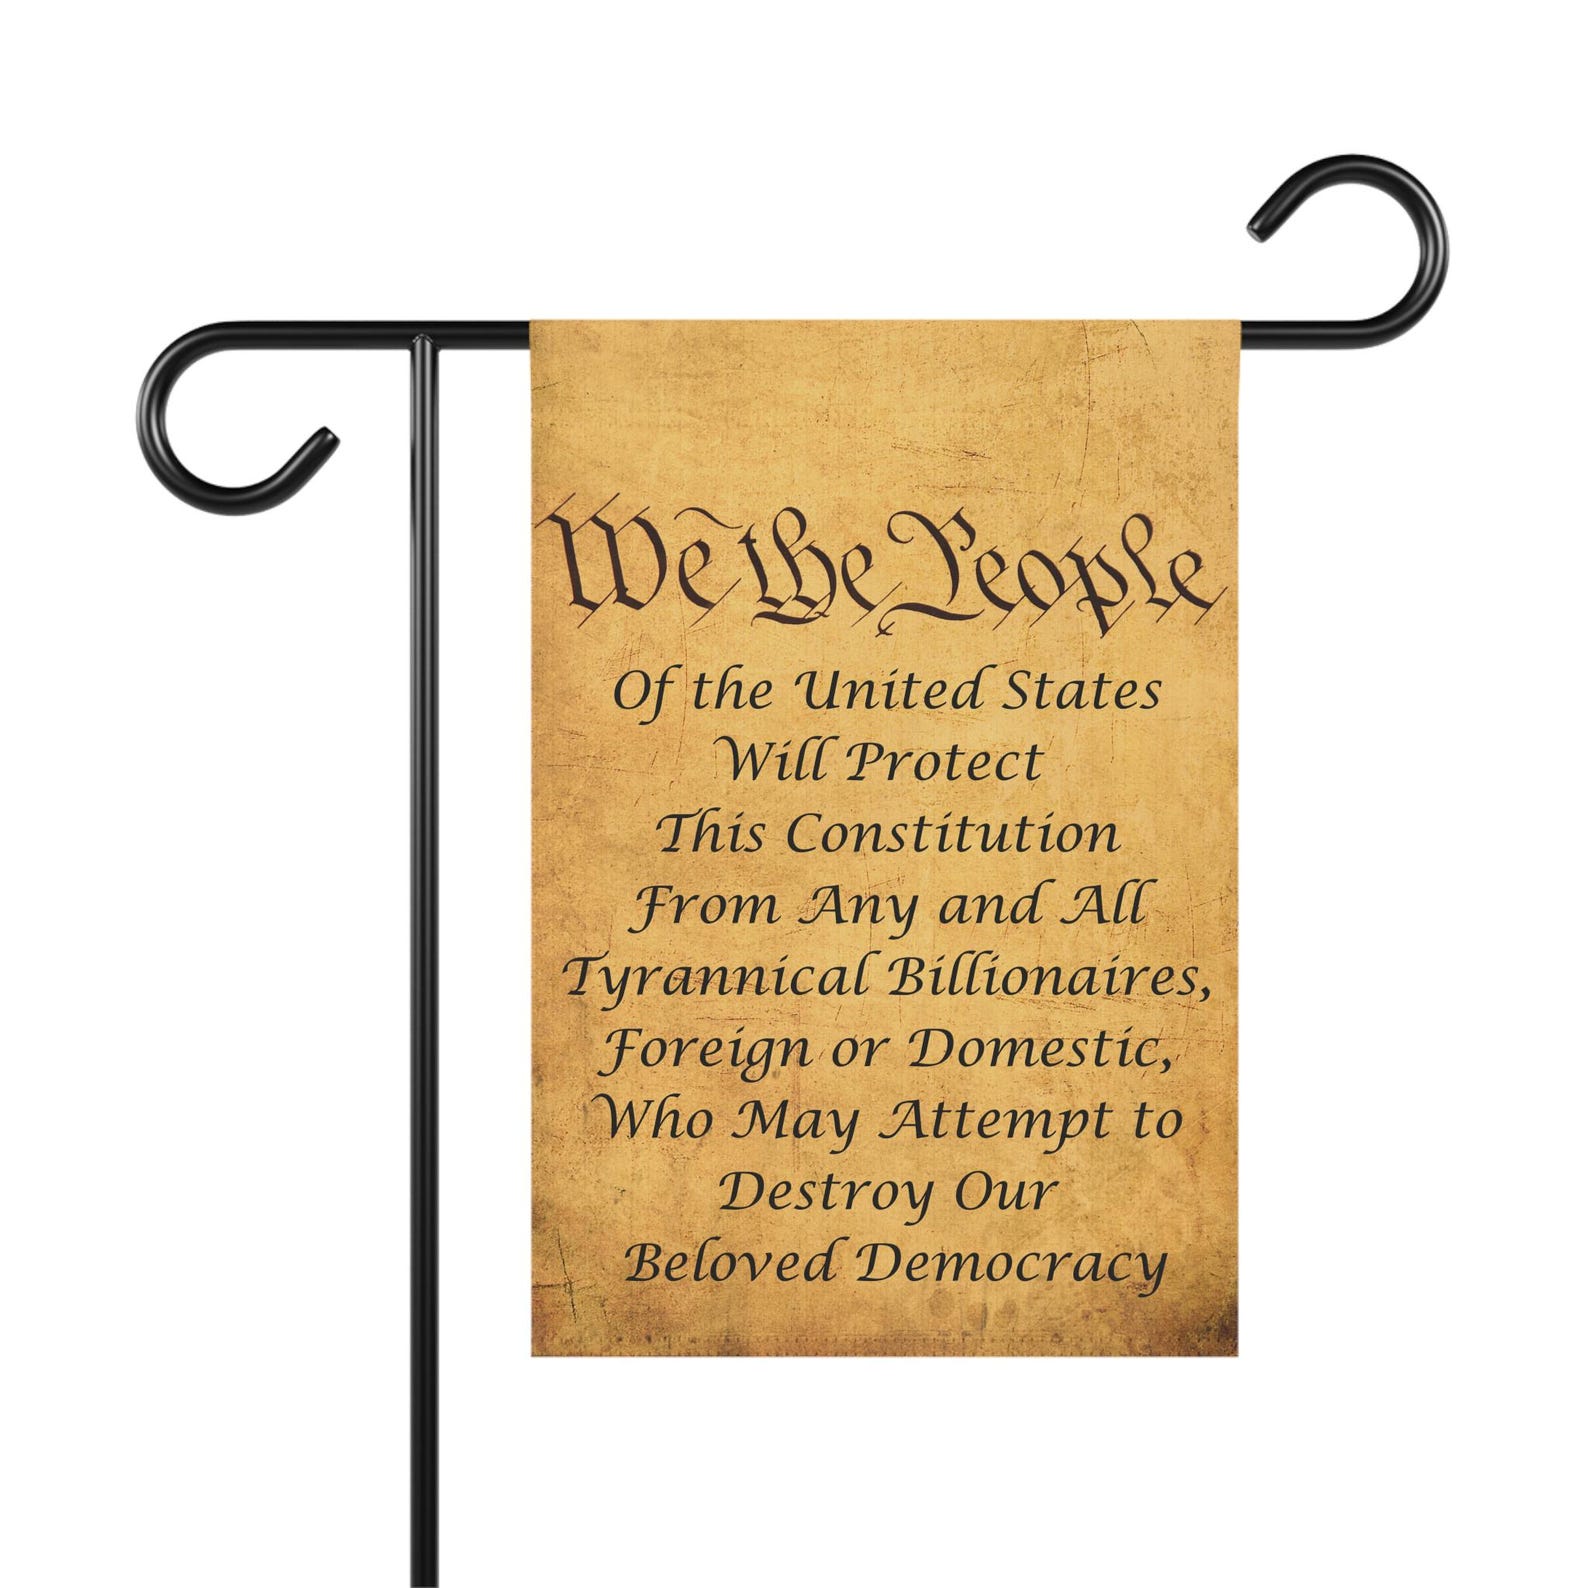 We the People
Of the United States
Will Protect
This Constitution
From Any and All
Tyrannical Billionaires,
Foreign or Domestic,
Who May Attempt to
Destroy Our
Beloved Democracy